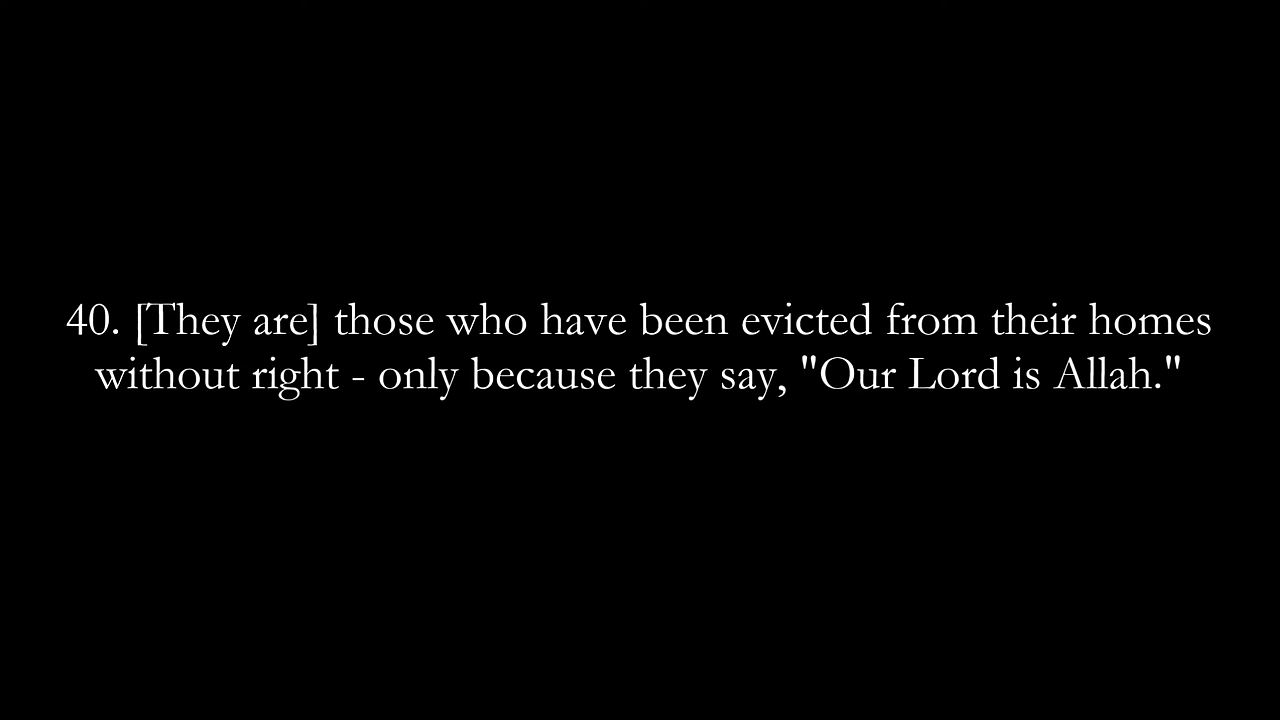 40. [They are] those who have been evicted from their homes
without right - only because they say, "Our Lord is Allah."